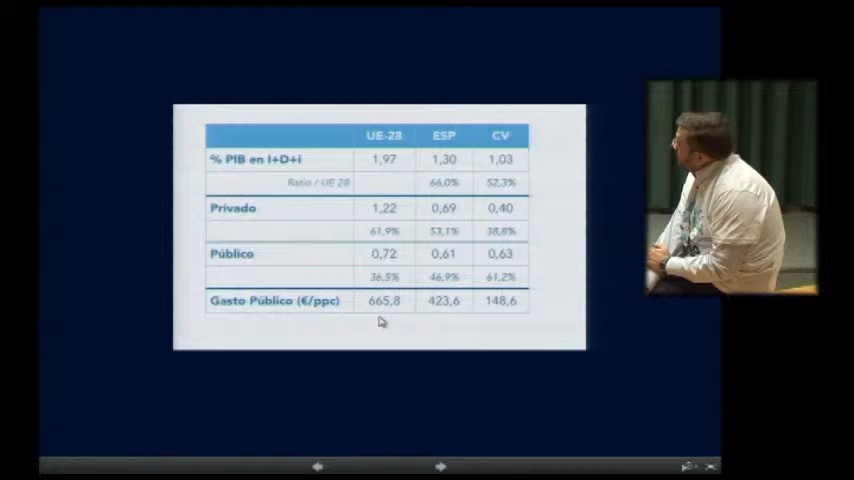 UE-28 ESP CV
% PIB en I+D+i 1,97 1,30 1,03
Ratio / UE 28 66,0% 52,3%
Privado 1,22 0,69 0,40
61,9% 53,1% 38,8%
Público 0,72 0,61 0,63
36,5% 46,9% 61,2%
Gasto Público (€/ppc) 665,8 423,6 148,6